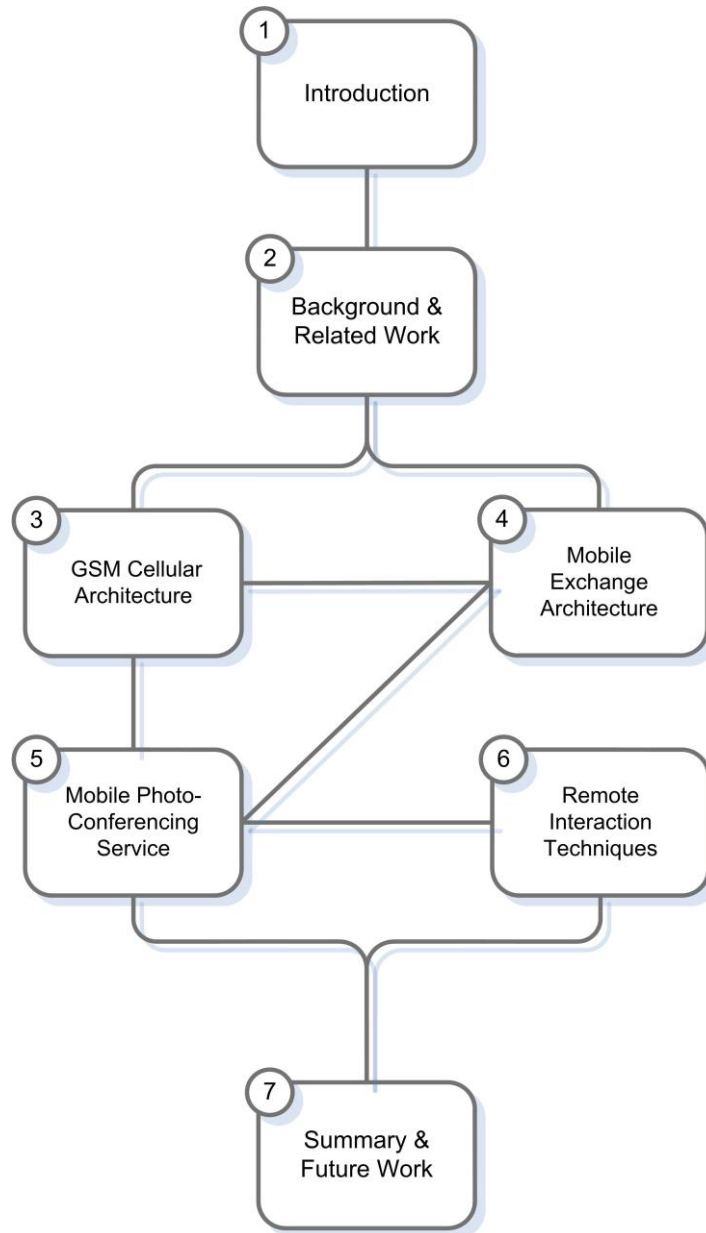 1
Introduction
2
Background &
Related Work
3
GSM Cellular
Architecture
4
Mobile
Exchange
Architecture
5
Mobile Photo-
Conferencing
Service
6
Remote
Interaction
Techniques
7
Summary &
Future Work